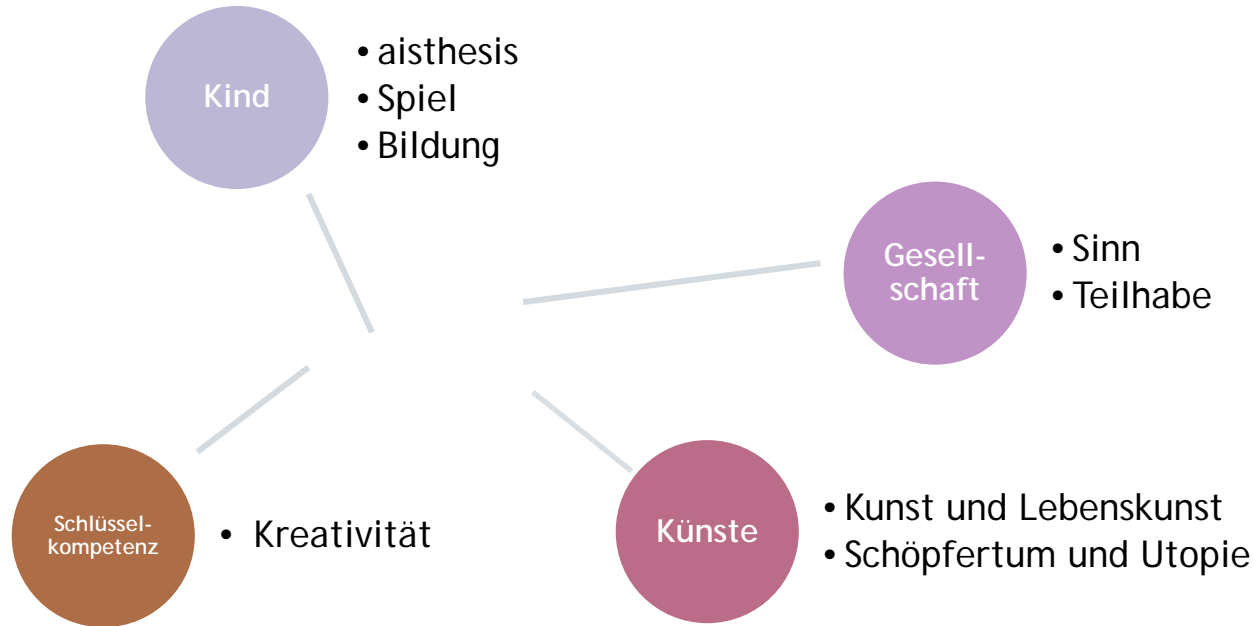 Kind
• aisthesis
• Spiel
• Bildung
Gesell-
schaft
• Sinn
• Teilhabe
Schlüssel-
kompetenz
• Kreativität
Künste
• Kunst und Lebenskunst
• Schöpfertum und Utopie